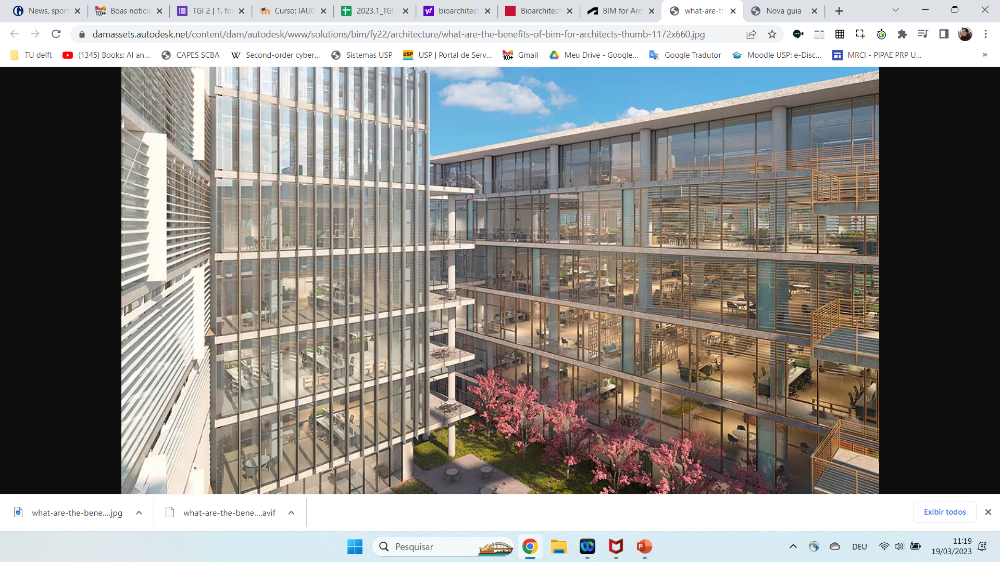 News, sport
Boas noticia
TGI 2 | 1. fo
Curso: IAU0
2023.1_TGI
bioarchitect
Bioarchitect
BIM for Arc
what-are-th
Nova guia
damassets.autodesk.net/content/dam/autodesk/www/solutions/bim/fy22/architecture/what-are-the-benefits-of-bim-for-architects-thumb-1172x660.jpg
TU delft
(1345) Books: AI an...
CAPES SCBA
Second-order cyber...
Sistemas USP
USP | Portal de Serv...
Gmail
Meu Drive - Google...
Google Tradutor
Moodle USP: e-Disc...
MRCI - PIPAE PRP U...
what-are-the-bene....jpg
what-are-the-bene....avif
Exibir todos
Pesquisar
DEU
11:19
19/03/2023